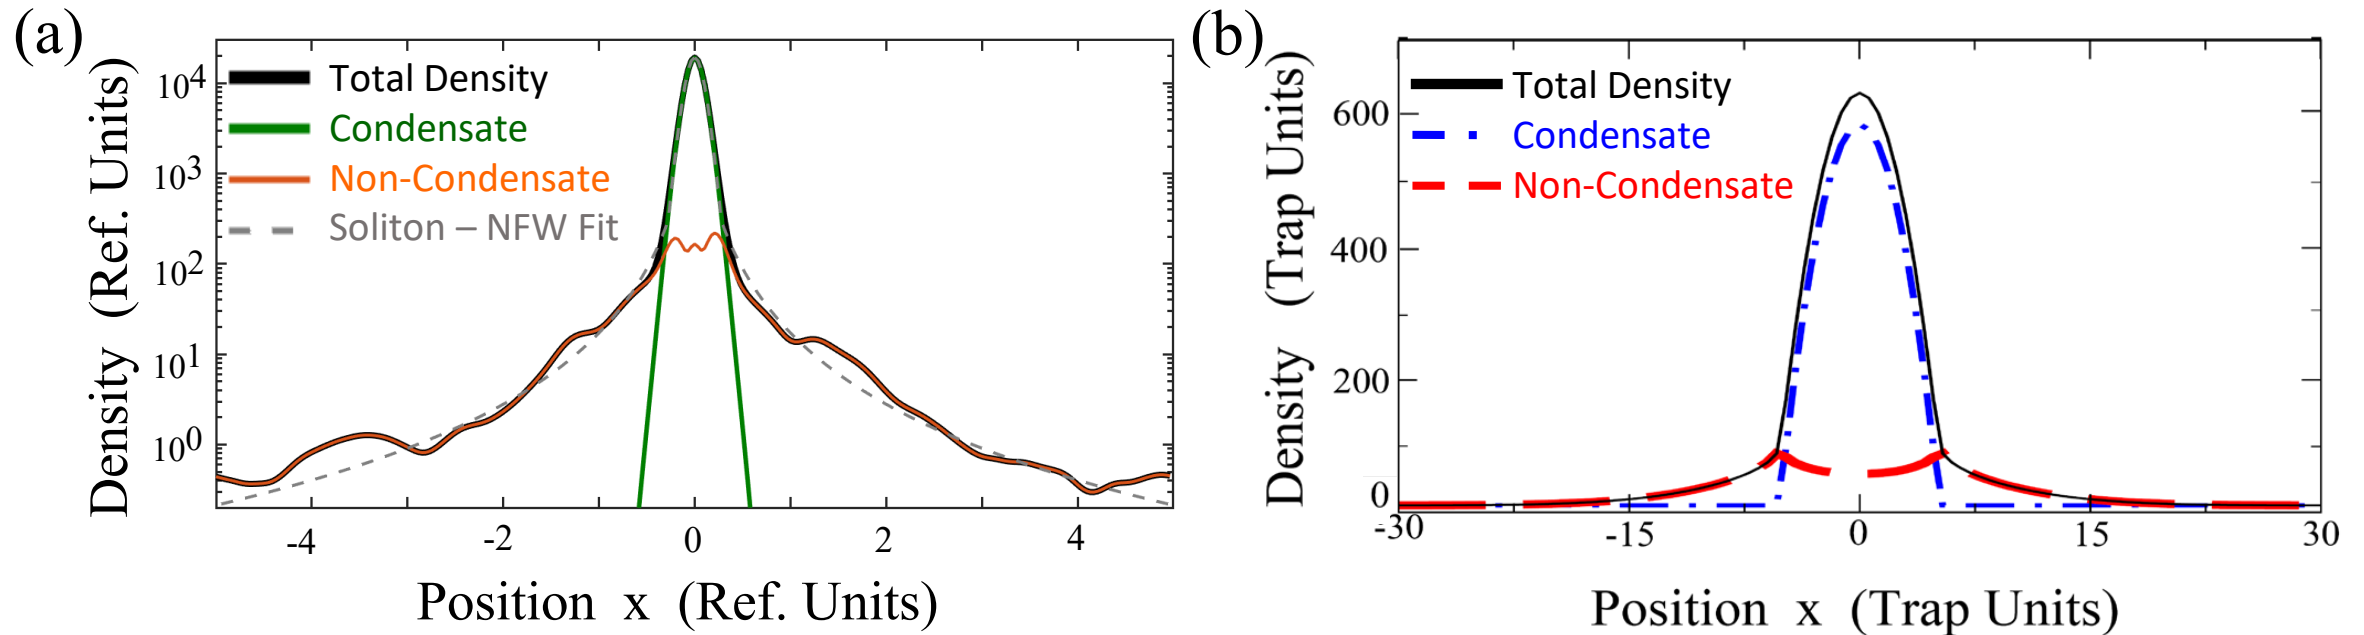 (a)
Density (Ref. Units)
10^4
10^3
10^2
10^1
10^0
Total Density
Condensate
Non-Condensate
Soliton – NFW Fit
-4 -2 0 2 4
Position x (Ref. Units)
(b)
Density (Trap Units)
600
400
200
0
Total Density
Condensate
Non-Condensate
-30 -15 0 15 30
Position x (Trap Units)